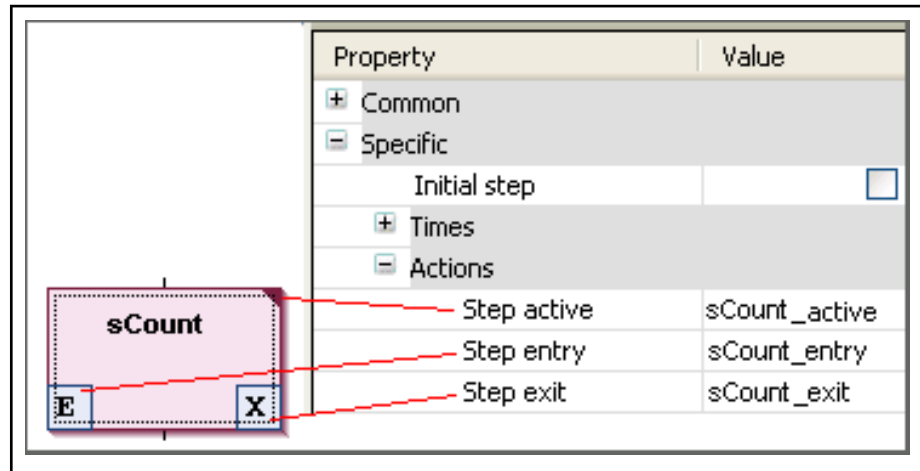 Property Value
Common
Specific
Initial step
Times
Actions
Step active sCount_active
Step entry sCount_entry
Step exit sCount_exit
sCount
E X